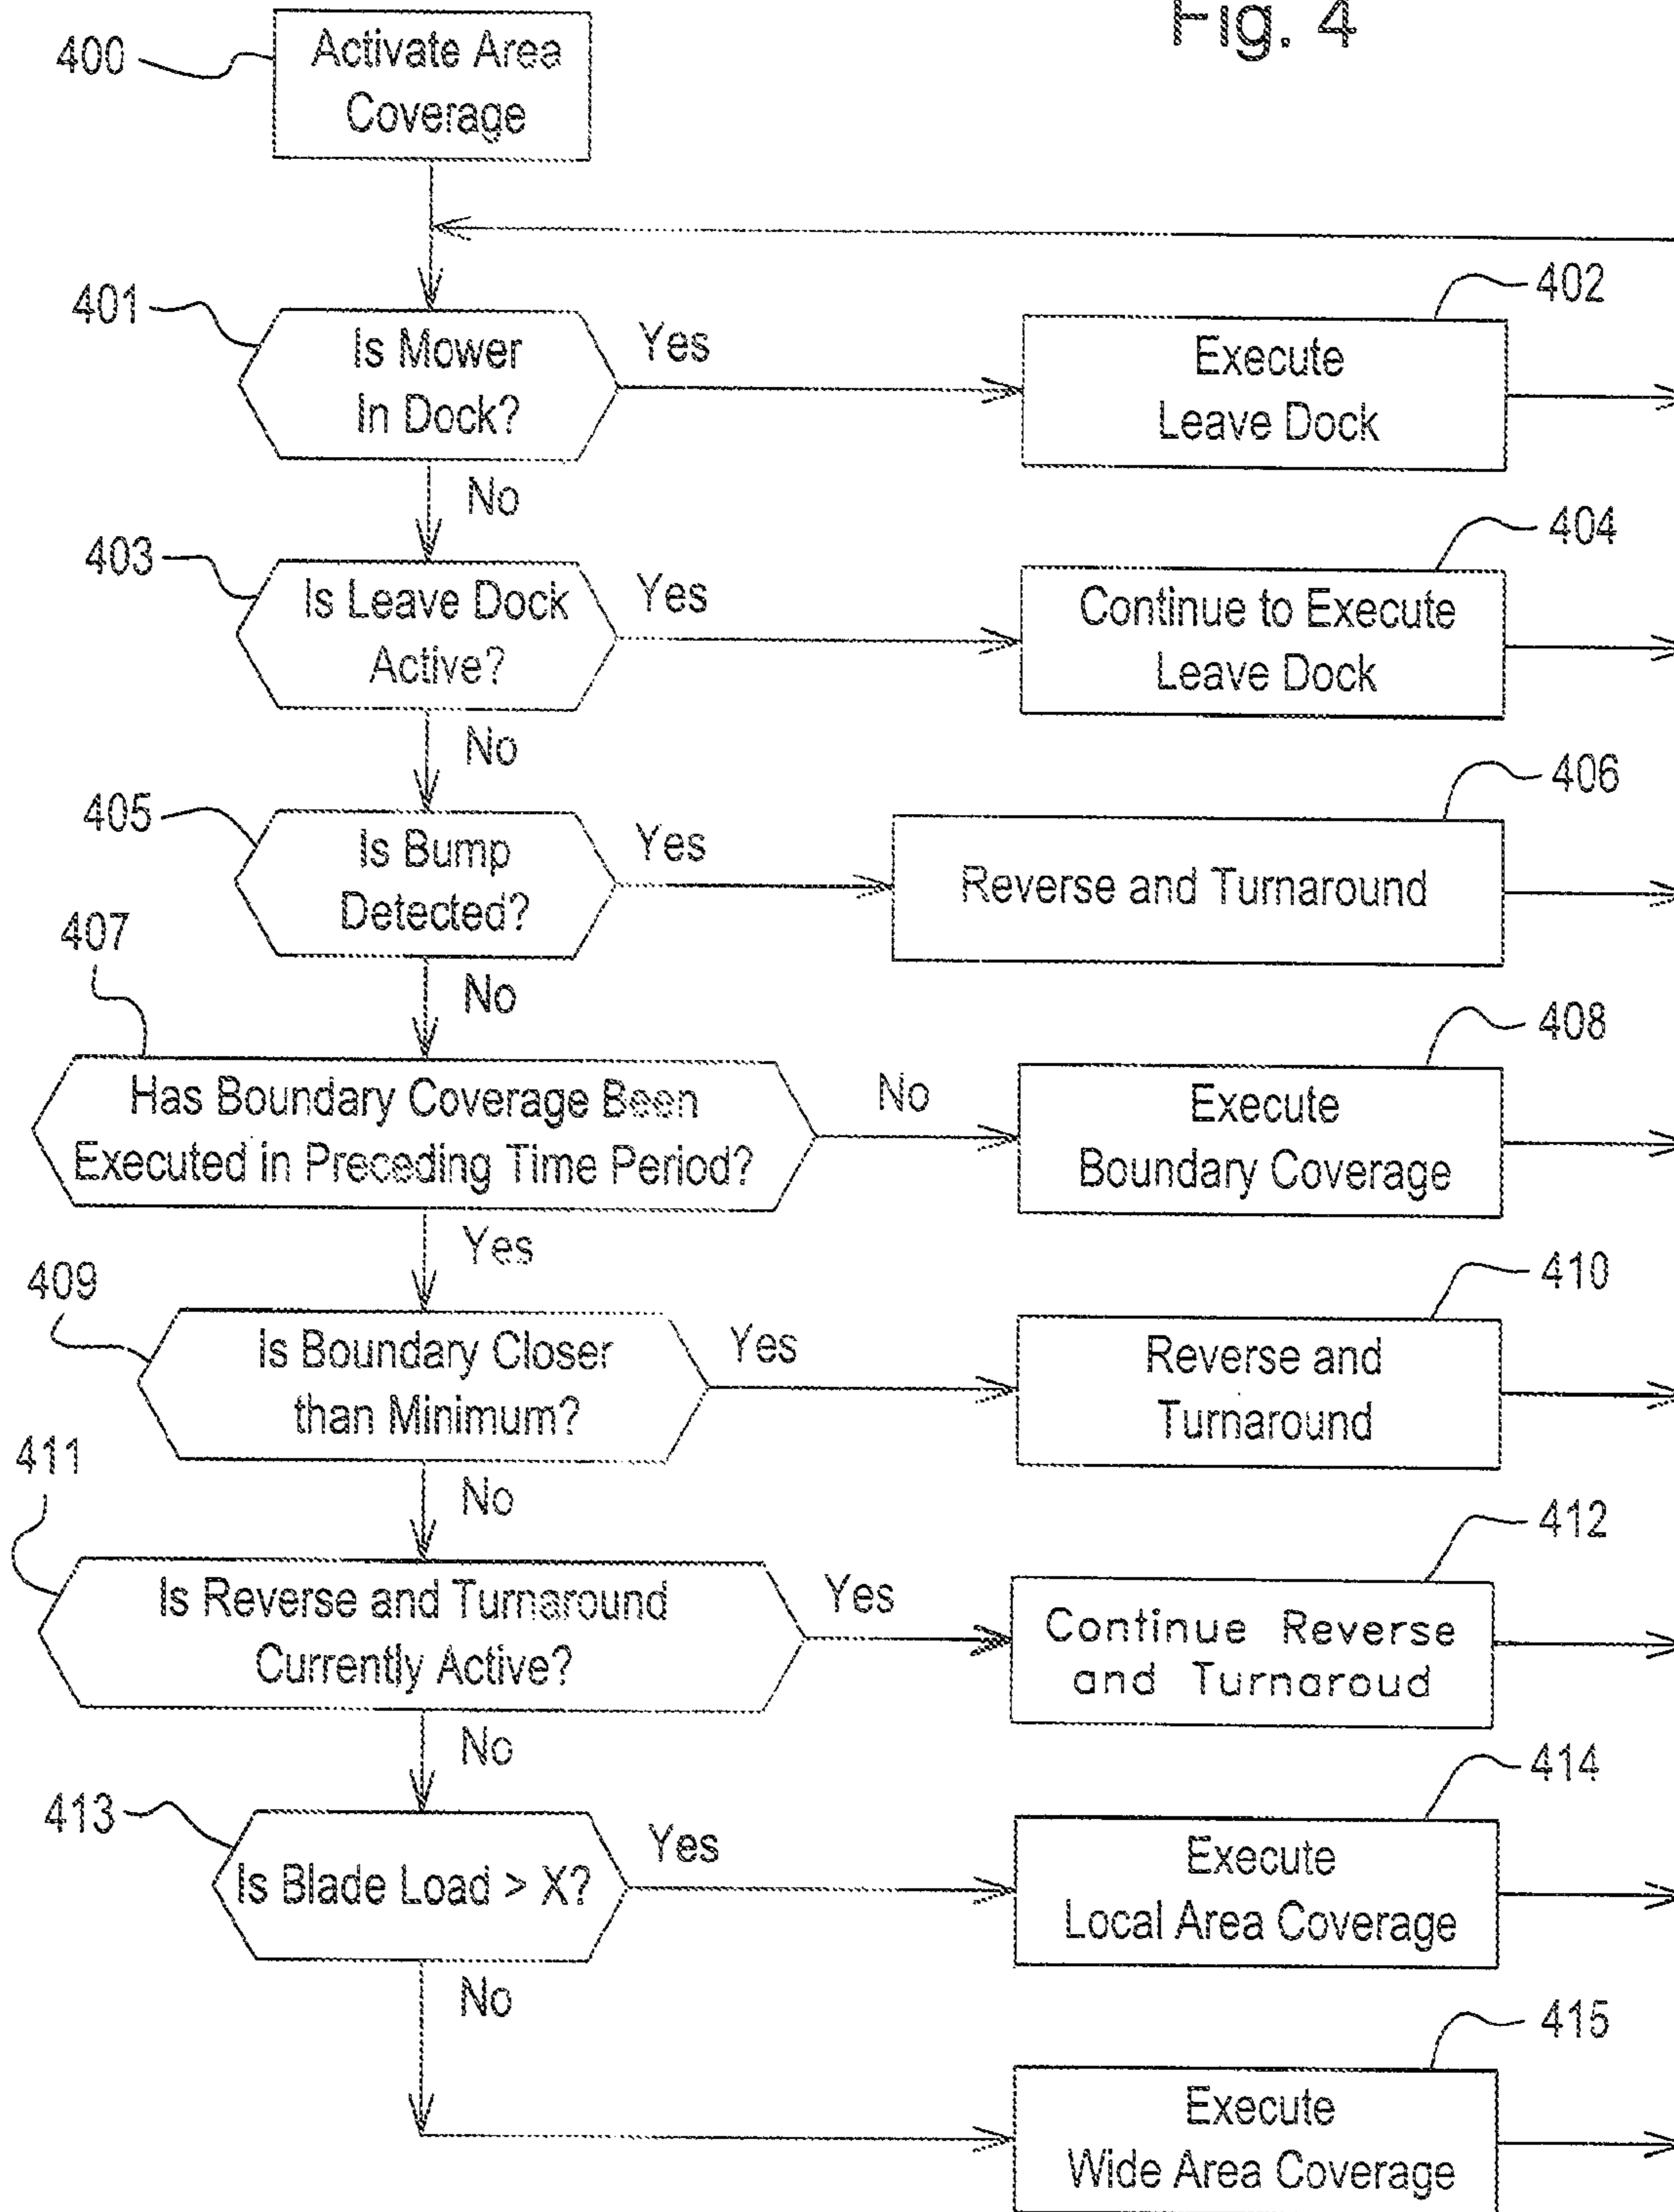 Fig. 4
400
Activate Area
Coverage
401
Is Mower
In Dock?
Yes
402
Execute
Leave Dock
No
403
Is Leave Dock
Active?
Yes
404
Continue to Execute
Leave Dock
No
405
Is Bump
Detected?
Yes
406
Reverse and Turnaround
No
407
Has Boundary Coverage Been
Executed in Preceding Time Period?
No
408
Execute
Boundary Coverage
Yes
409
Is Boundary Closer
than Minimum?
Yes
410
Reverse and
Turnaround
No
411
Is Reverse and Turnaround
Currently Active?
Yes
412
Continue Reverse
and Turnaroud
No
413
Is Blade Load > X?
Yes
414
Execute
Local Area Coverage
No
415
Execute
Wide Area Coverage